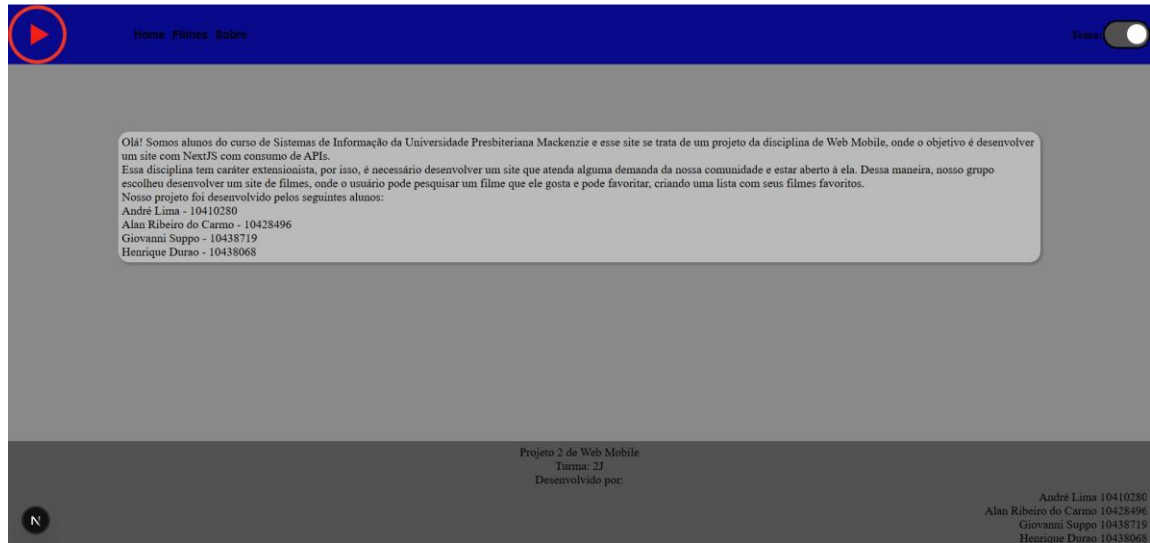 Home Filmes Sobre
Tema:
Olá! Somos alunos do curso de Sistemas de Informação da Universidade Presbiteriana Mackenzie e esse site se trata de um projeto da disciplina de Web Mobile, onde o objetivo é desenvolver
um site com NextJS com consumo de APIs.
Essa disciplina tem caráter extensionista, por isso, é necessário desenvolver um site que atenda alguma demanda da nossa comunidade e estar aberto à ela. Dessa maneira, nosso grupo
escolheu desenvolver um site de filmes, onde o usuário pode pesquisar um filme que ele gosta e pode favoritar, criando uma lista com seus filmes favoritos.
Nosso projeto foi desenvolvido pelos seguintes alunos:
André Lima - 10410280
Alan Ribeiro do Carmo - 10428496
Giovanni Suppo - 10438719
Henrique Durao - 10438068
Projeto 2 de Web Mobile
Turma: 2J
Desenvolvido por:
André Lima 10410280
Alan Ribeiro do Carmo 10428496
Giovanni Suppo 10438719
Henrique Durao 10438068
N